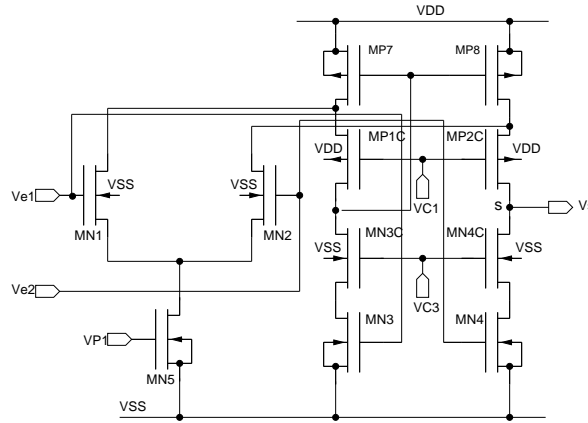 VDD
MP7
MP8
MP1C
MP2C
VDD
VDD
Ve1
VSS
VSS
VC1
S
V
MN1
MN2
MN3C
MN4C
VSS
VSS
Ve2
VC3
MN3
MN4
VP1
MN5
VSS